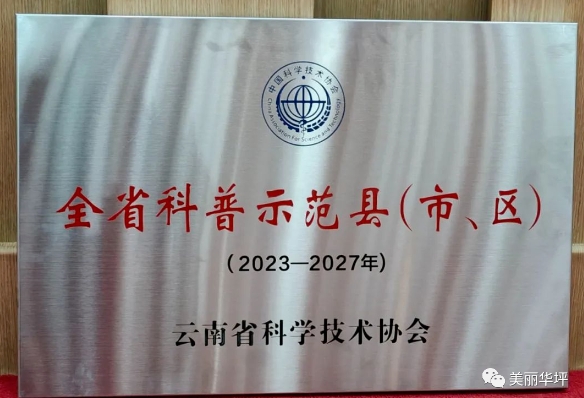 中国科学技术协会
China Association For Science and Technology
全省科普示范县(市、区)
(2023—2027年)
云南省科学技术协会
美丽华坪